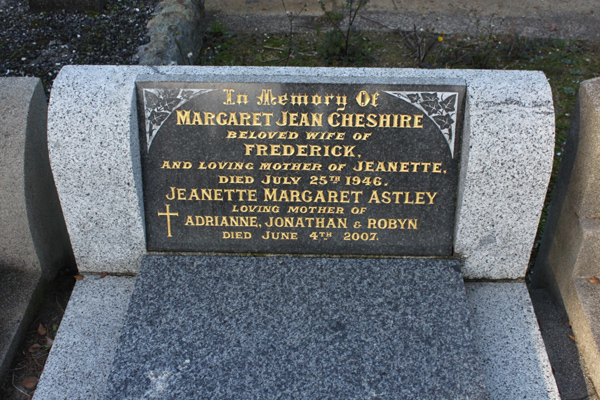 In Memory Of
MARGARET JEAN CHESHIRE
BELOVED WIFE OF
FREDERICK,
AND LOVING MOTHER OF JEANETTE.
DIED JULY 25TH 1946.
JEANETTE MARGARET ASTLEY
LOVING MOTHER OF
ADRIANNE, JONATHAN & ROBYN
DIED JUNE 4TH 2007.